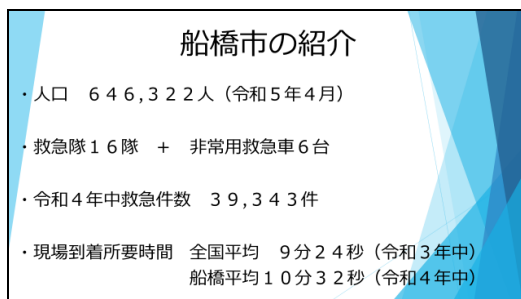 船橋市の紹介
・人口　６４６,３２２人（令和５年４月）
・救急隊１６隊　＋　非常用救急車６台
・令和４年中救急件数　３９,３４３件
・現場到着所要時間　全国平均　９分２４秒（令和３年中）
船橋平均１０分３２秒（令和４年中）